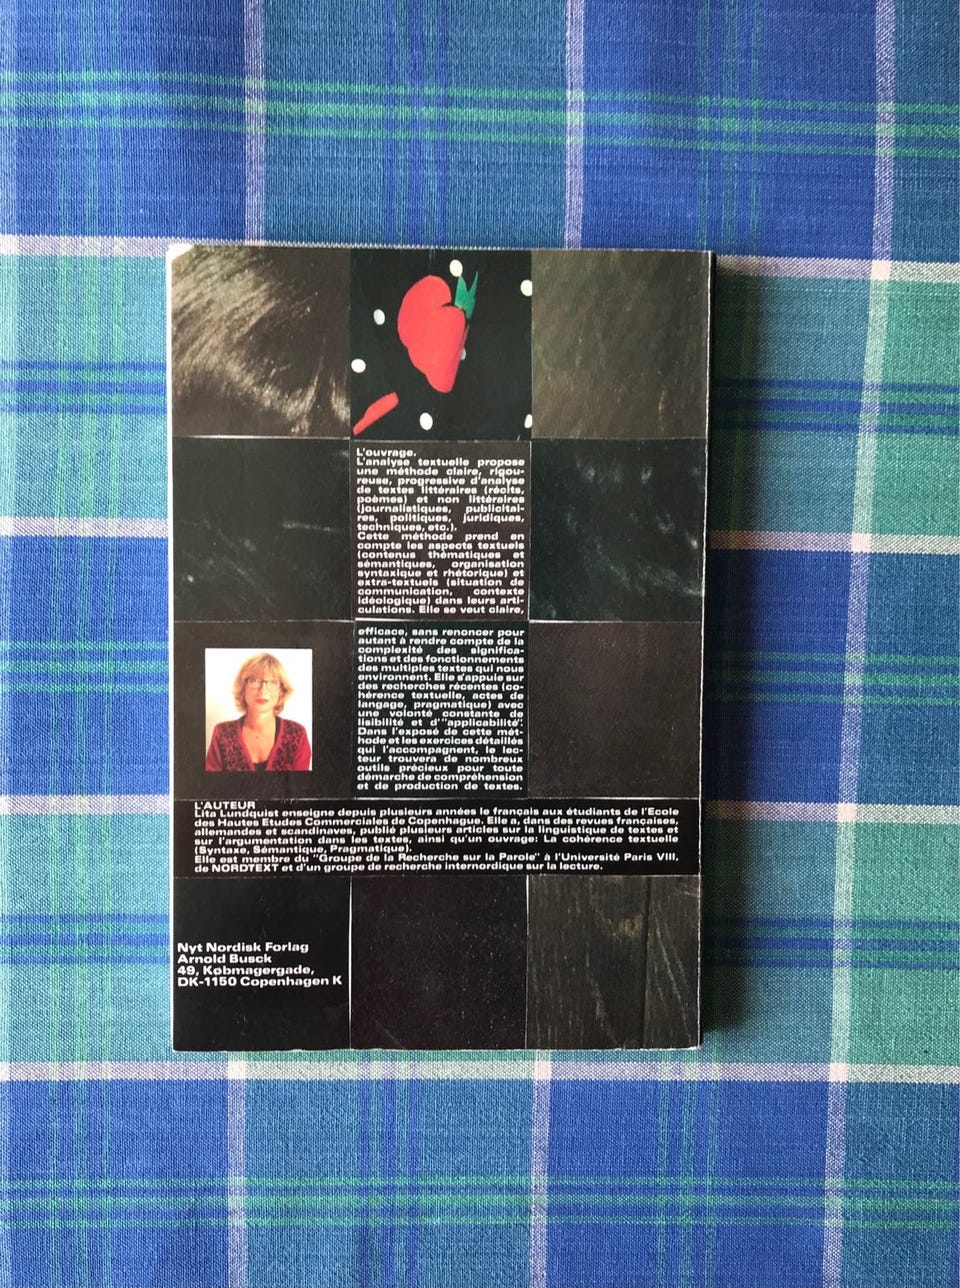 L'ouvrage.
L'analyse textuelle propose
une méthode claire, rigou-
reuse, progressive d'analyse
de textes littéraires (récits,
poèmes) et non littéraires
(journalistiques, publicitai-
res, politiques, juridiques,
techniques, etc.).
Cette méthode prend en
compte les aspects textuels
(contenus thématiques et
sémantiques, organisation
syntaxique et rhétorique) et
extra-textuels (situation de
communication, contexte
idéologique) dans leurs arti-
culations. Elle se veut claire,
efficace, sans renoncer pour
autant à rendre compte de la
complexité des significa-
tions et des fonctionnements
des multiples textes qui nous
environnent. Elle s'appuie sur
des recherches récentes (co-
hérence textuelle, actes de
langage, pragmatique) avec
une volonté constante de
lisibilité et d'"applicabilité".
Dans l'exposé de cette mét-
hode et les exercices détaillés
qui l'accompagnent, le lec-
teur trouvera de nombreux
outils précieux pour toute
démarche de compréhension
et de production de textes.
L'AUTEUR
Lita Lundquist enseigne depuis plusieurs années le français aux étudiants de l'Ecole
des Hautes Etudes Commerciales de Copenhague. Elle a, dans des revues françaises,
allemandes et scandinaves, publié plusieurs articles sur la linguistique de textes et
sur l'argumentation dans les textes, ainsi qu'un ouvrage: La cohérence textuelle
(Syntaxe, Sémantique, Pragmatique).
Elle est membre du "Groupe de la Recherche sur la Parole" à l'Université Paris VIII,
de NORDTEXT et d'un groupe de recherche internordique sur la lecture.
Nyt Nordisk Forlag
Arnold Busck
49, Købmagergade,
DK-1150 Copenhagen K